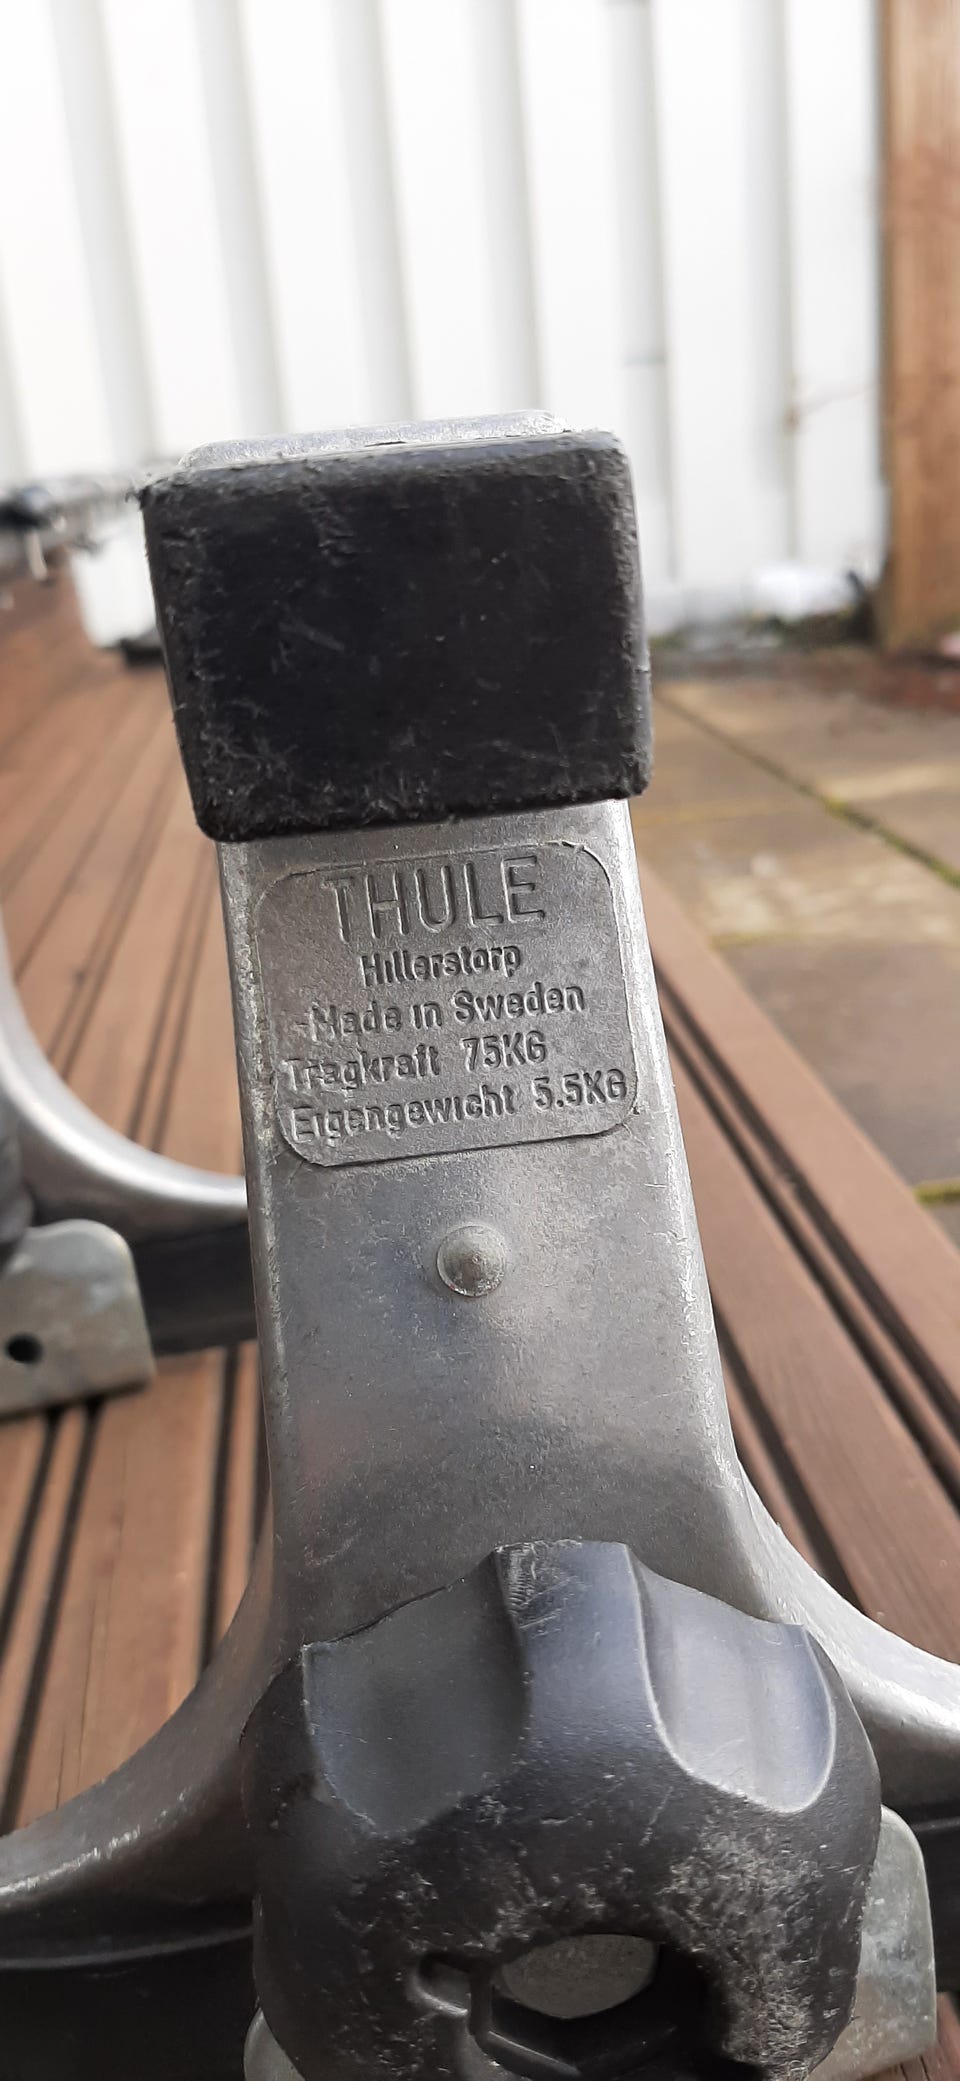 THULE
Hillerstorp
Made in Sweden
Tragkraft 75KG
Eigengewicht 5.5KG